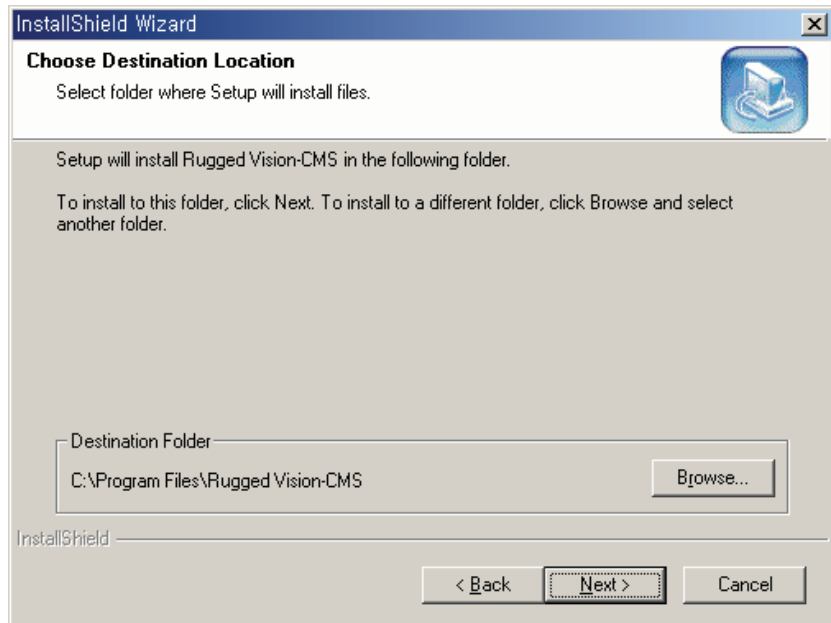 InstallShield Wizard
Choose Destination Location
Select folder where Setup will install files.
Setup will install Rugged Vision-CMS in the following folder.
To install to this folder, click Next. To install to a different folder, click Browse and select
another folder.
Destination Folder
C:\Program Files\Rugged Vision-CMS
Browse...
InstallShield
< Back
Next >
Cancel